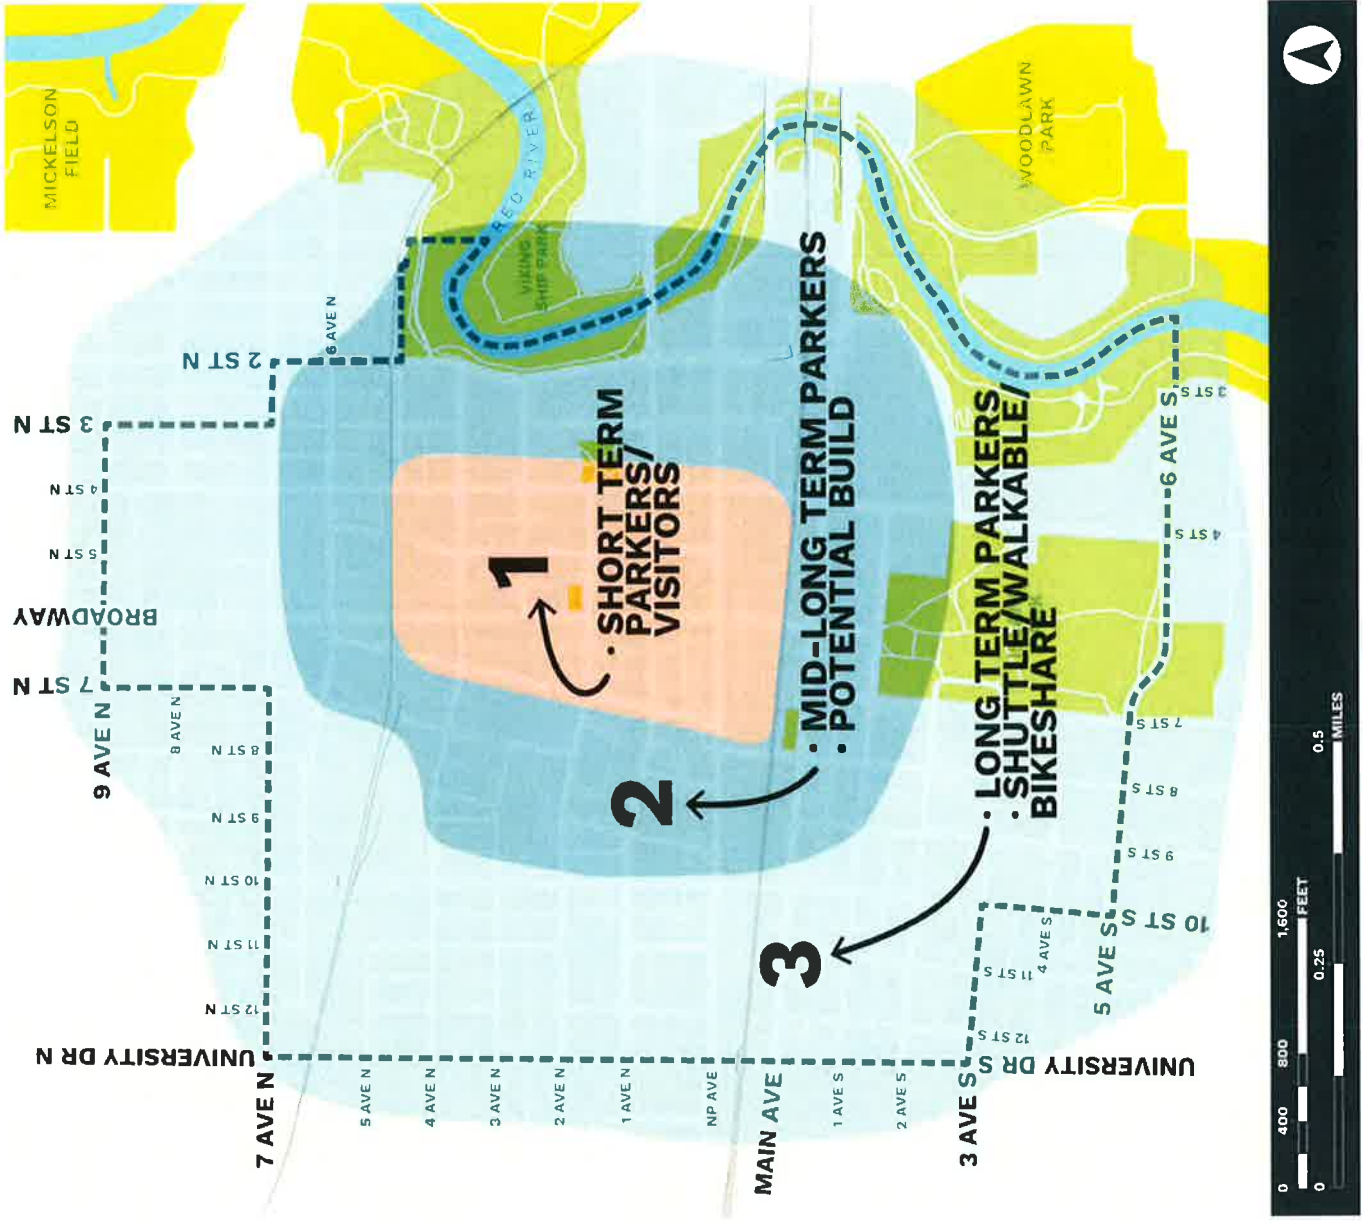 MICKELSON
FIELD
RED RIVER
VIKING
SHIP PARK
WOODLAWN
PARK
3 ST N
2 ST N
6 AVE N
4 ST N
5 ST N
BROADWAY
7 ST N
9 AVE N
8 AVE N
8 ST N
9 ST N
10 ST N
11 ST N
12 ST N
UNIVERSITY DR N
7 AVE N
5 AVE N
4 AVE N
3 AVE N
2 AVE N
1 AVE N
NP AVE
MAIN AVE
1 AVE S
2 AVE S
3 AVE S
UNIVERSITY DR S
12 ST S
11 ST S
4 AVE S
5 AVE S
10 ST S
9 ST S
8 ST S
7 ST S
4 ST S
6 AVE S
3 ST S
1
· SHORT TERM
PARKERS/
VISITORS
2
· MID-LONG TERM PARKERS
· POTENTIAL BUILD
3
· LONG TERM PARKERS
· SHUTTLE/WALKABLE/
BIKESHARE
0 400 800 1,600
FEET
0 0.25 0.5
MILES